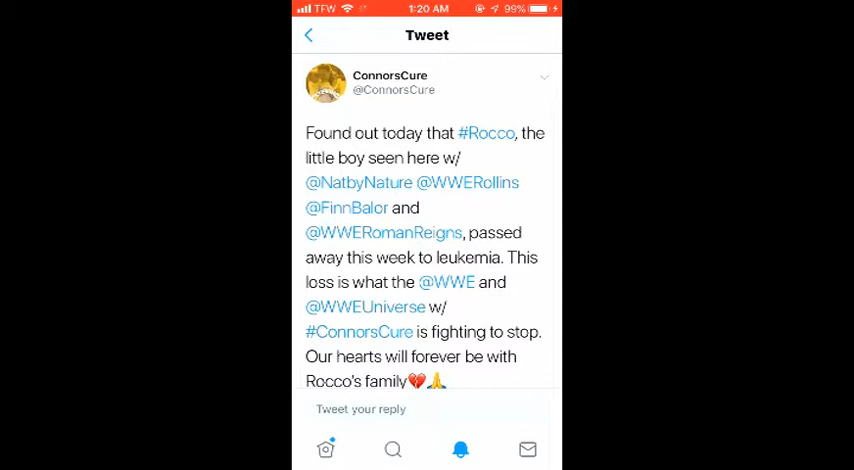 TFW 1:20 AM 99%
Tweet
ConnorsCure
@ConnorsCure
Found out today that #Rocco, the
little boy seen here w/
@NatbyNature @WWERollins
@FinnBalor and
@WWERomanReigns, passed
away this week to leukemia. This
loss is what the @WWE and
@WWEUniverse w/
#ConnorsCure is fighting to stop.
Our hearts will forever be with
Rocco's family💔🙏
Tweet your reply